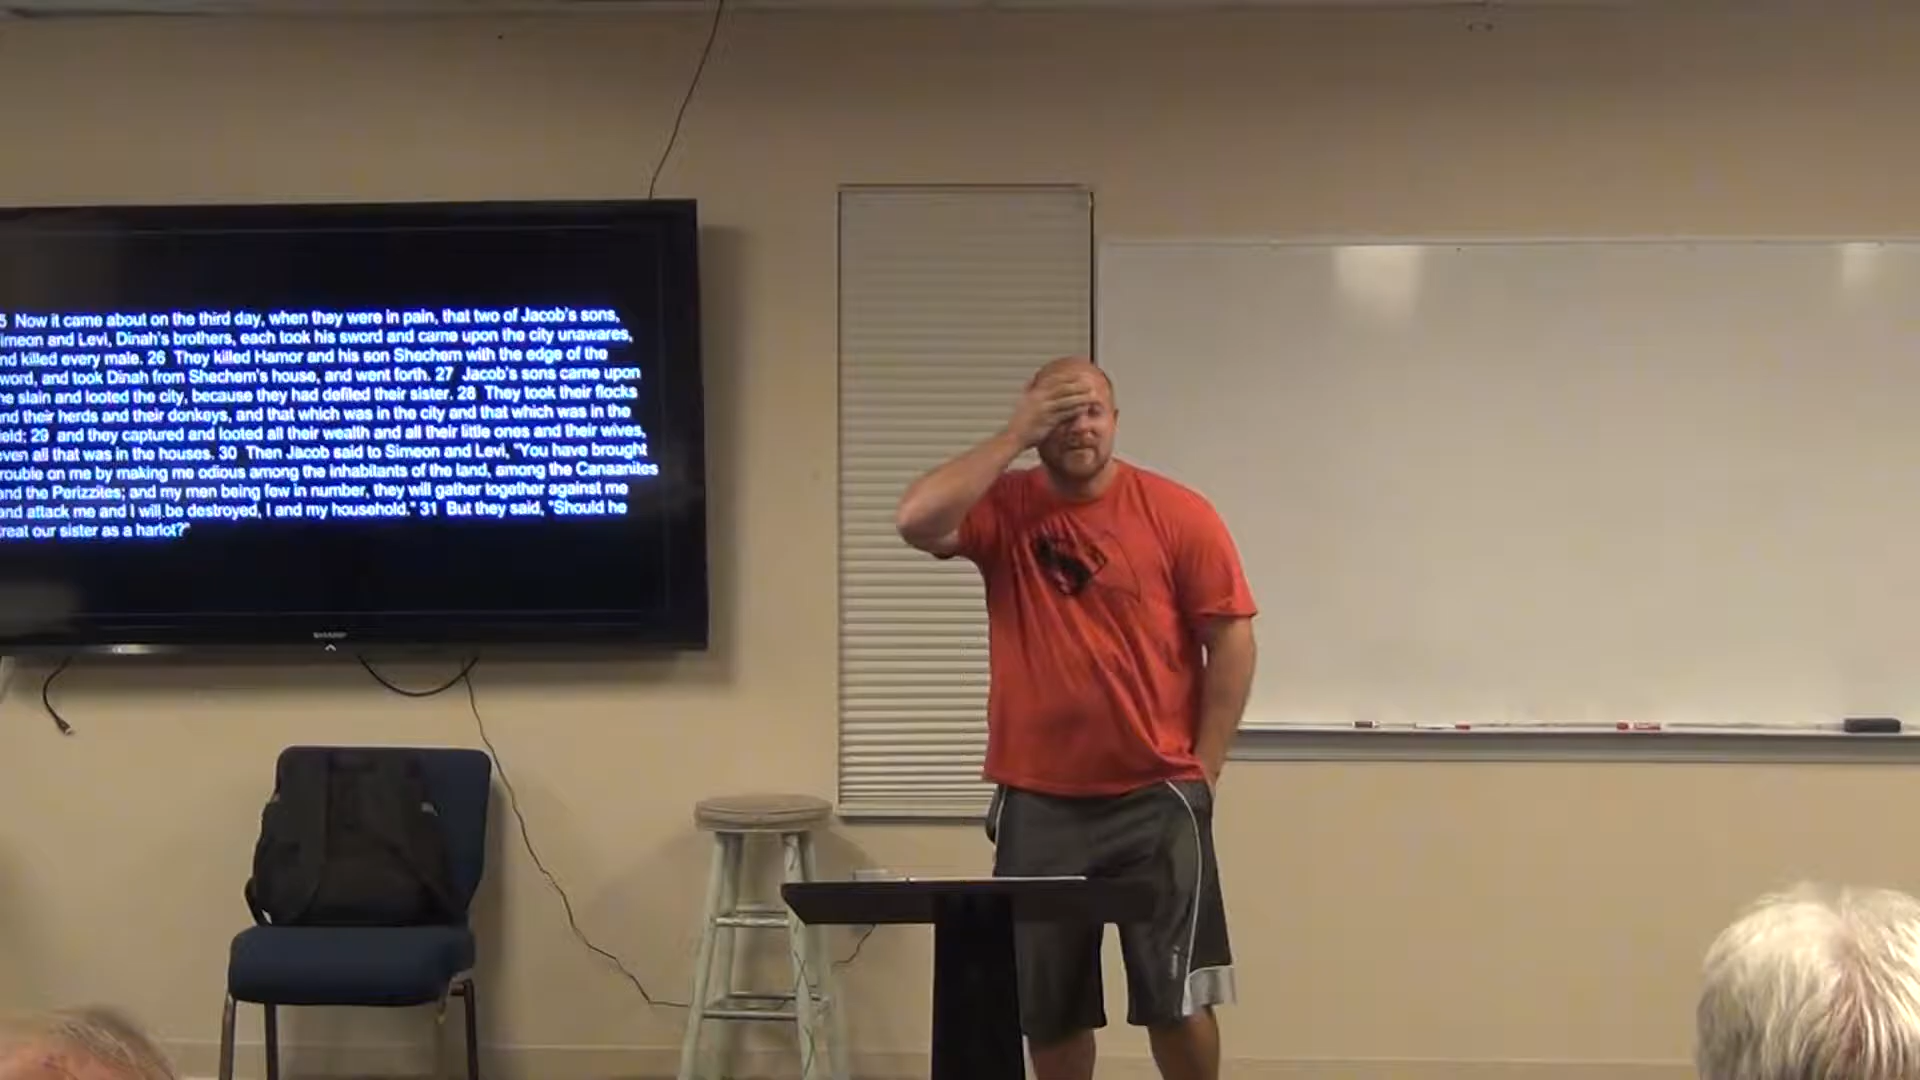 5 Now it came about on the third day, when they were in pain, that two of Jacob's sons,
imeon and Levi, Dinah's brothers, each took his sword and came upon the city unawares,
nd killed every male. 26 They killed Hamor and his son Shechem with the edge of the
word, and took Dinah from Shechem's house, and went forth. 27 Jacob's sons came upon
he slain and looted the city, because they had defiled their sister. 28 They took their flocks
nd their herds and their donkeys, and that which was in the city and that which was in the
ield; 29 and they captured and looted all their wealth and all their little ones and their wives,
even all that was in the houses. 30 Then Jacob said to Simeon and Levi, "You have brought
rouble on me by making me odious among the inhabitants of the land, among the Canaanites
and the Perizzites; and my men being few in number, they will gather together against me
and attack me and I will be destroyed, I and my household." 31 But they said, "Should he
reat our sister as a harlot?"
SHARP